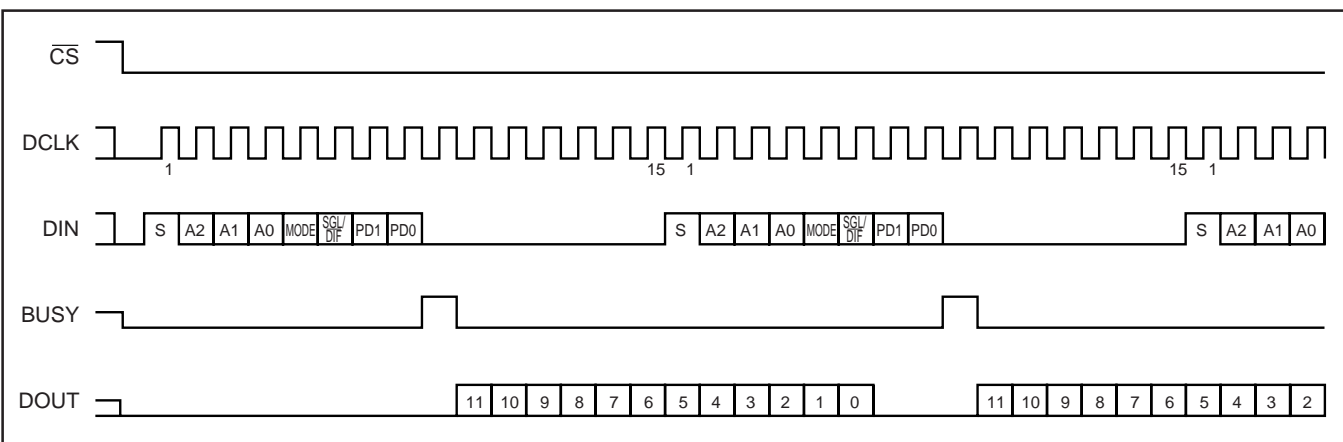 CS
DCLK
1 15 1 15 1
DIN S A2 A1 A0 MODE SGL/DIF PD1 PD0 S A2 A1 A0 MODE SGL/DIF PD1 PD0 S A2 A1 A0
BUSY
DOUT 11 10 9 8 7 6 5 4 3 2 1 0 11 10 9 8 7 6 5 4 3 2